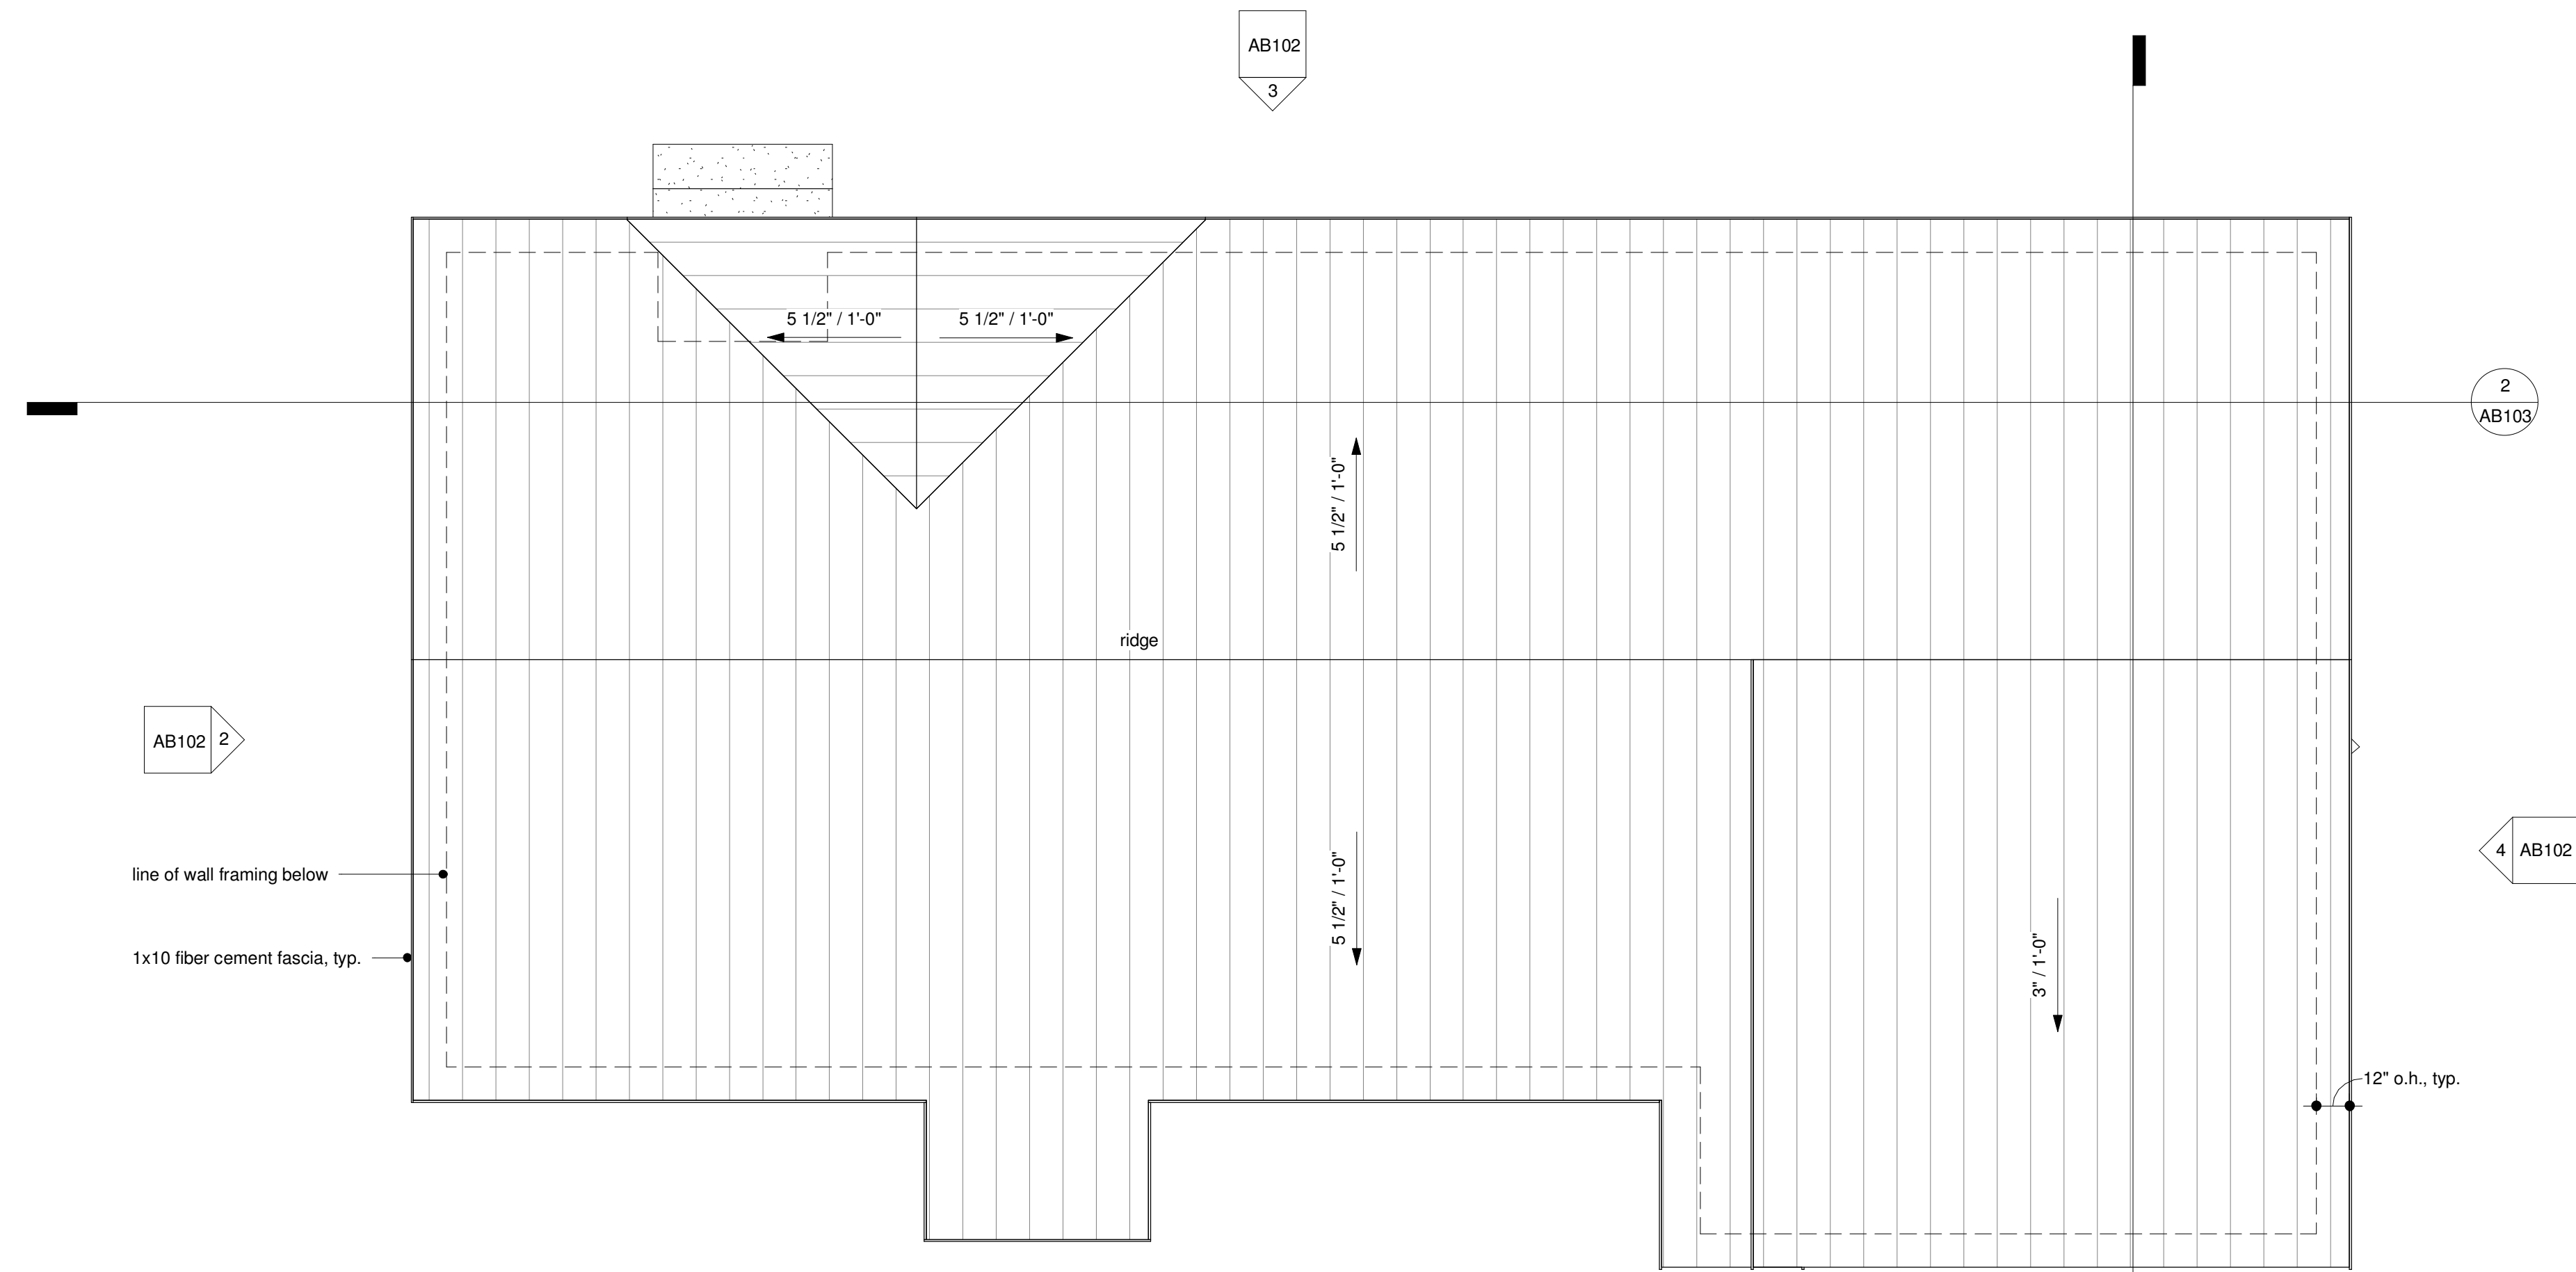 AB102
3
5 1/2" / 1'-0"
5 1/2" / 1'-0"
2
AB103
5 1/2" / 1'-0"
ridge
AB102
2
4
AB102
line of wall framing below
5 1/2" / 1'-0"
1x10 fiber cement fascia, typ.
3" / 1'-0"
12" o.h., typ.